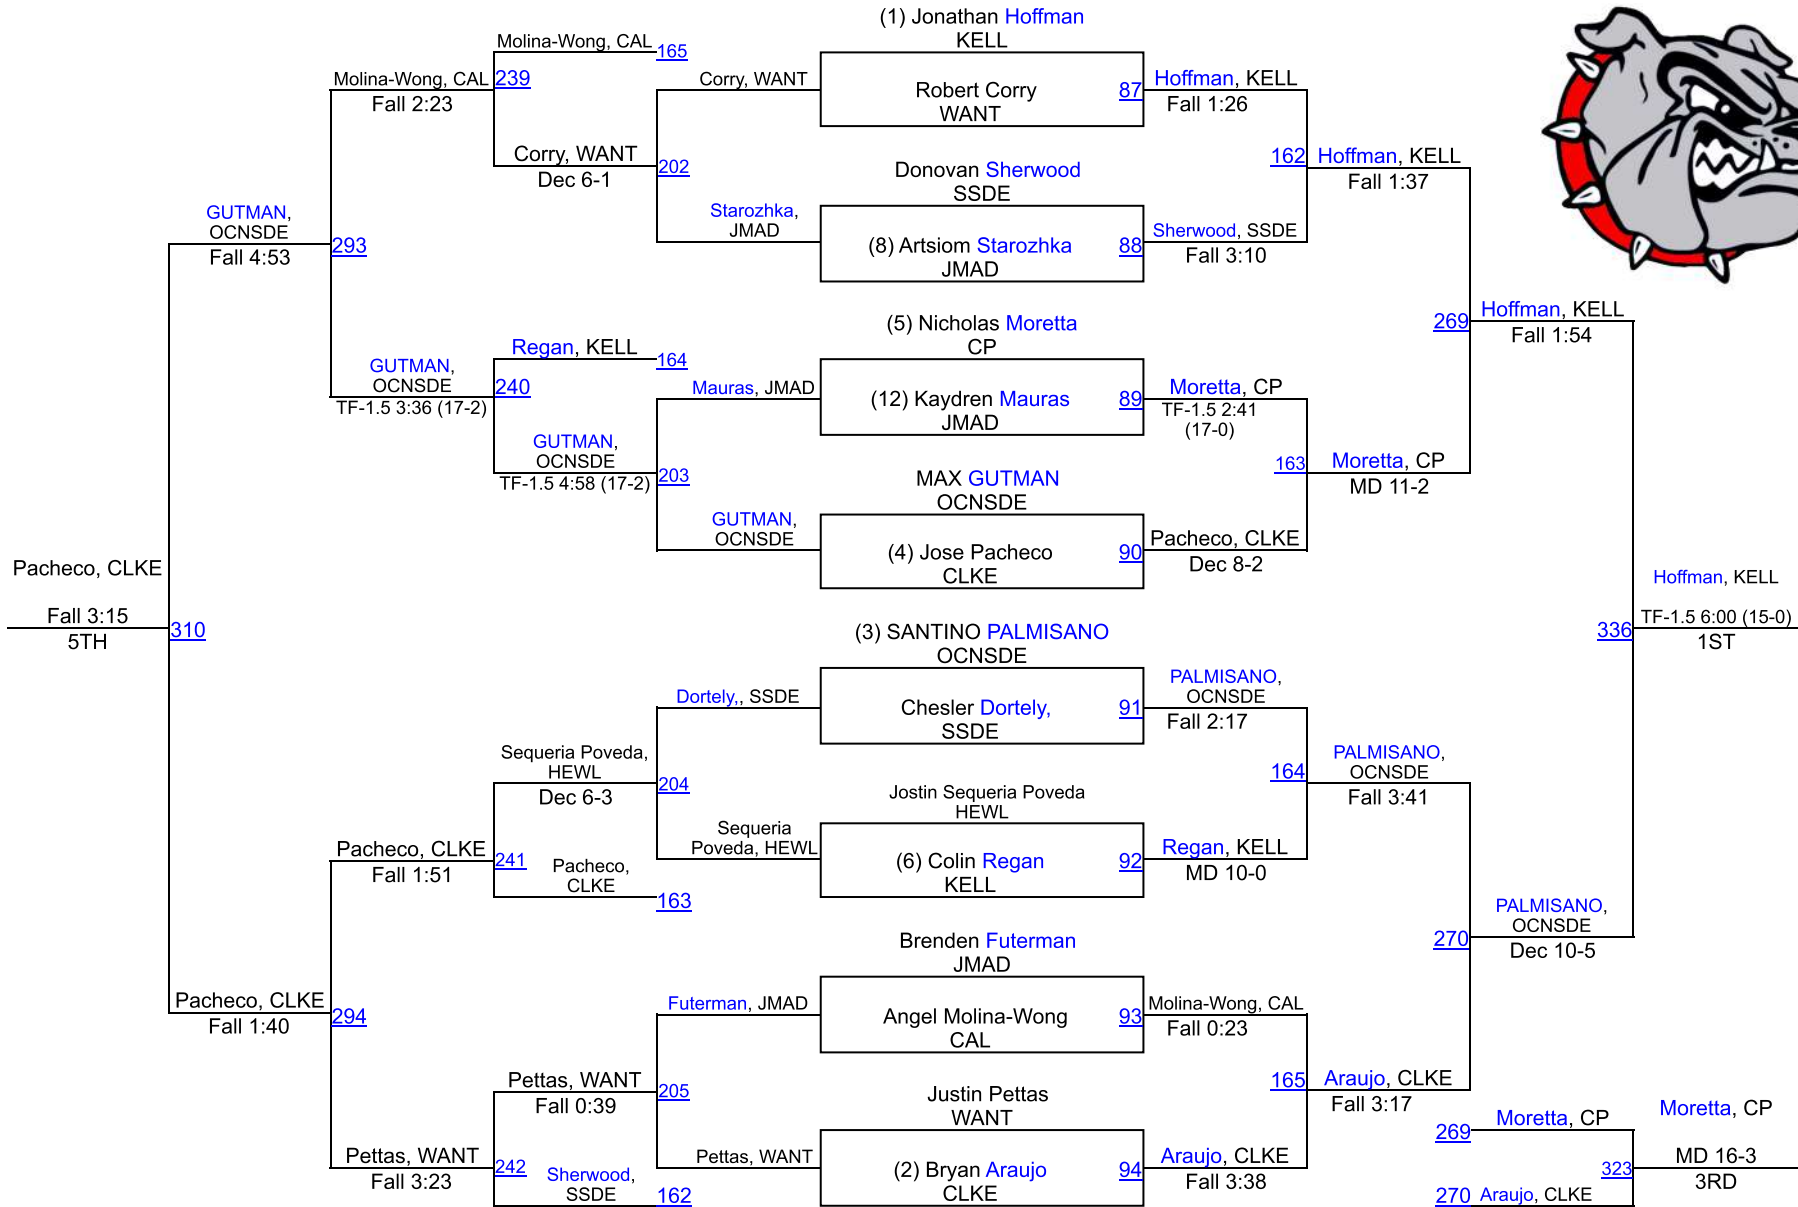 (1) Jonathan Hoffman
KELL
Robert Corry
WANT
87
Donovan Sherwood
SSDE
(8) Artsiom Starozhka
JMAD
88
(5) Nicholas Moretta
CP
(12) Kaydren Mauras
JMAD
89
MAX GUTMAN
OCNSDE
(4) Jose Pacheco
CLKE
90
(3) SANTINO PALMISANO
OCNSDE
Chesler Dortely,
SSDE
91
Jostin Sequeria Poveda
HEWL
(6) Colin Regan
KELL
92
Brenden Futerman
JMAD
Angel Molina-Wong
CAL
93
Justin Pettas
WANT
(2) Bryan Araujo
CLKE
94
Hoffman, KELL
Fall 1:26
Sherwood, SSDE
Fall 3:10
Moretta, CP
TF-1.5 2:41
(17-0)
Pacheco, CLKE
Dec 8-2
PALMISANO,
OCNSDE
Fall 2:17
Regan, KELL
MD 10-0
Molina-Wong, CAL
Fall 0:23
Araujo, CLKE
Fall 3:38
162
Hoffman, KELL
Fall 1:37
163
Moretta, CP
MD 11-2
164
PALMISANO,
OCNSDE
Fall 3:41
165
Araujo, CLKE
Fall 3:17
269
Hoffman, KELL
Fall 1:54
270
PALMISANO,
OCNSDE
Dec 10-5
336
Hoffman, KELL
TF-1.5 6:00 (15-0)
1ST
269
Moretta, CP
270
Araujo, CLKE
323
Moretta, CP
MD 16-3
3RD
Corry, WANT
Starozhka,
JMAD
Mauras, JMAD
GUTMAN,
OCNSDE
Dortely,, SSDE
Sequeria
Poveda, HEWL
Futerman, JMAD
Pettas, WANT
Molina-Wong, CAL
165
Corry, WANT
Dec 6-1
202
Regan, KELL
164
GUTMAN,
OCNSDE
TF-1.5 4:58 (17-2)
203
Sequeria Poveda,
HEWL
Dec 6-3
204
Pacheco,
CLKE
163
Pettas, WANT
Fall 0:39
205
Sherwood,
SSDE
162
Molina-Wong, CAL
Fall 2:23
239
GUTMAN,
OCNSDE
TF-1.5 3:36 (17-2)
240
Pacheco, CLKE
Fall 1:51
241
Pettas, WANT
Fall 3:23
242
GUTMAN,
OCNSDE
Fall 4:53
293
Pacheco, CLKE
Fall 1:40
294
Pacheco, CLKE
Fall 3:15
5TH
310